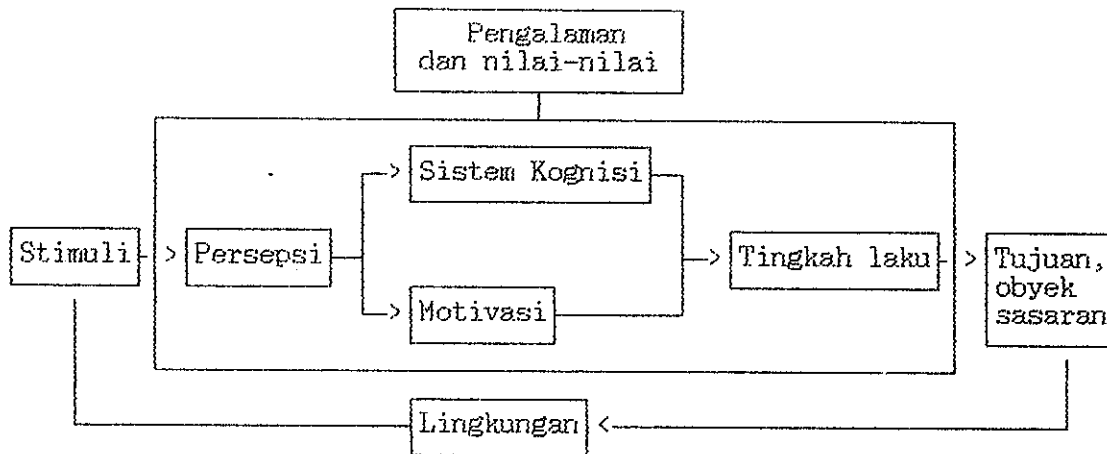 Pengalaman
dan nilai-nilai
Sistem Kognisi
Stimuli
Persepsi
Tingkah laku
Tujuan,
obyek
sasaran
Motivasi
Lingkungan